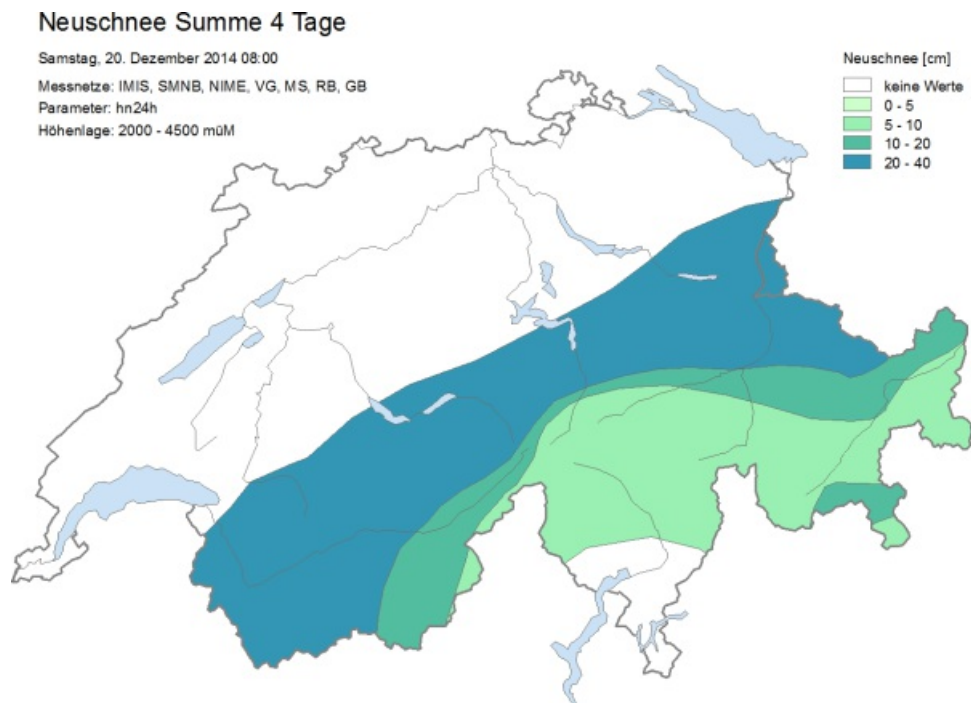 Neuschnee Summe 4 Tage
Samstag, 20. Dezember 2014 08:00
Messnetze: IMIS, SMNB, NIME, VG, MS, RB, GB
Parameter: hn24h
Höhenlage: 2000 - 4500 müM
Neuschnee [cm]
keine Werte
0 - 5
5 - 10
10 - 20
20 - 40